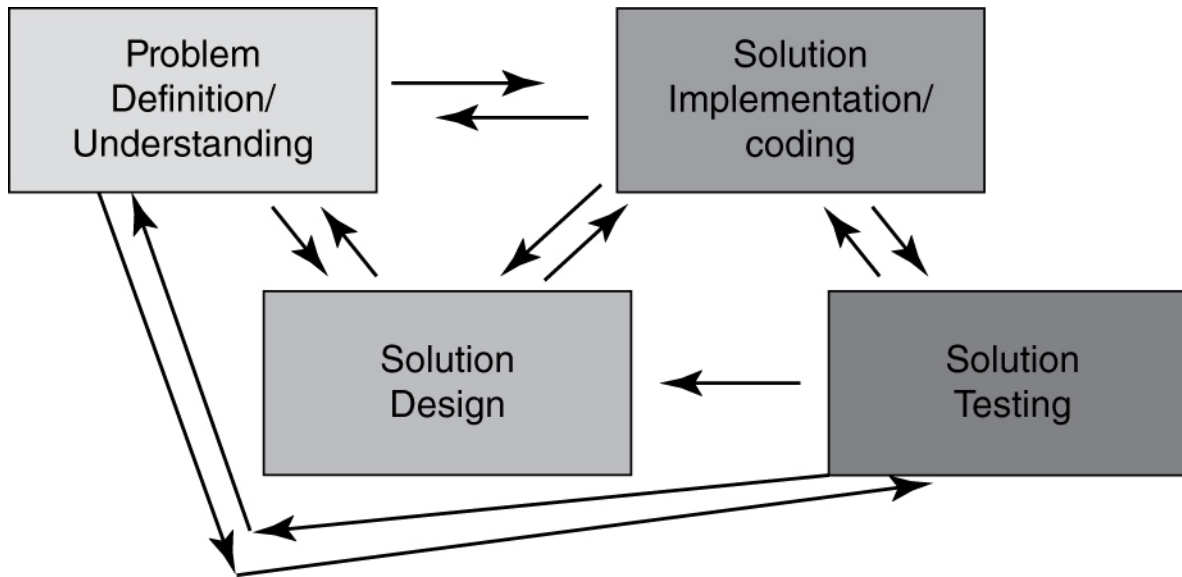 Problem
Definition/
Understanding
Solution
Implementation/
coding
Solution
Design
Solution
Testing